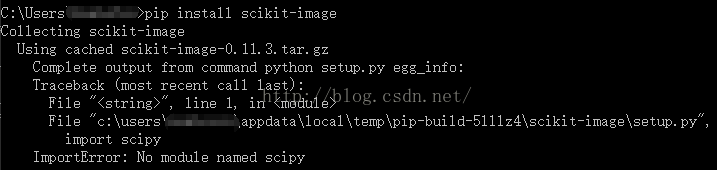 C:\Users\ >pip install scikit-image
Collecting scikit-image
Using cached scikit-image-0.11.3.tar.gz
Complete output from command python setup.py egg_info:
Traceback (most recent call last):
File "<string>", line 1, in <module>
http://blog.csdn.net/
File "c:\users\ \appdata\local\temp\pip-build-5lllz4\scikit-image\setup.py",
import scipy
ImportError: No module named scipy